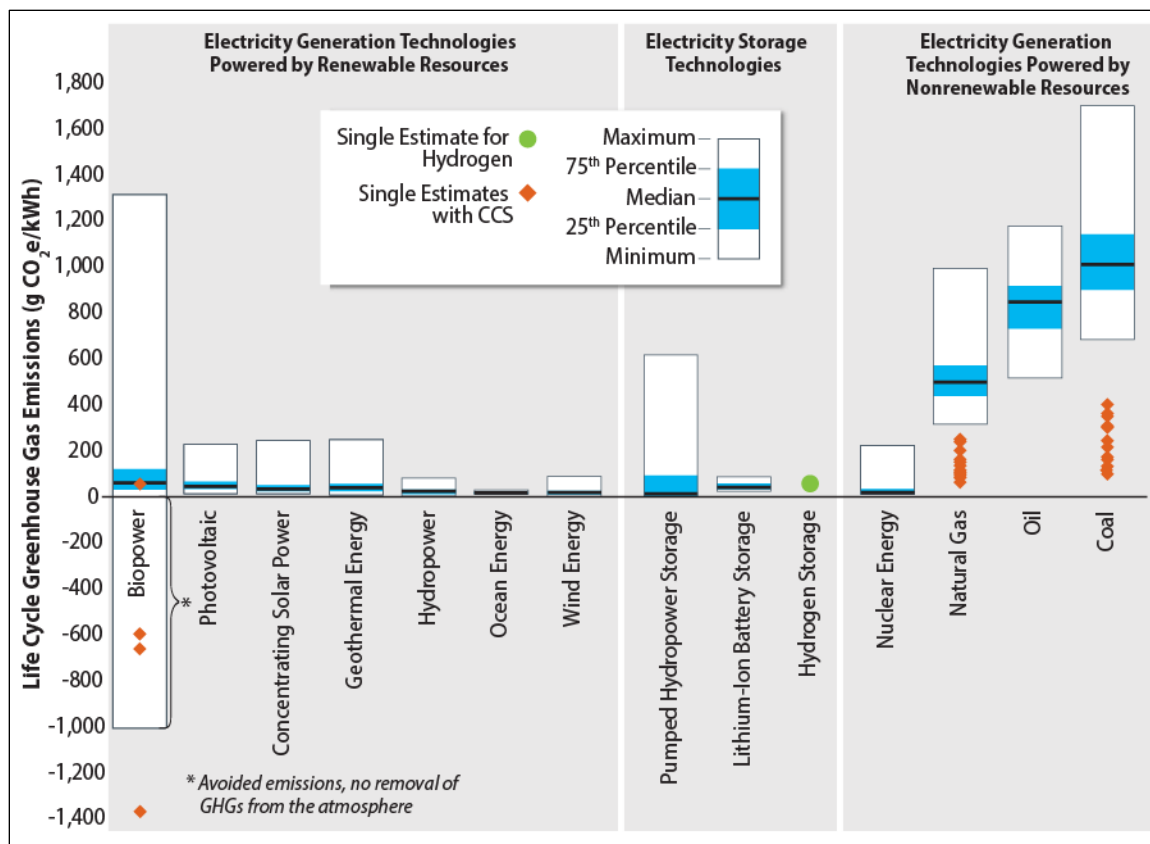 Electricity Generation Technologies
Powered by Renewable Resources
Electricity Storage
Technologies
Electricity Generation
Technologies Powered by
Nonrenewable Resources
Life Cycle Greenhouse Gas Emissions (g CO2e/kWh)
1,800
1,600
1,400
1,200
1,000
800
600
400
200
0
-200
-400
-600
-800
-1,000
-1,200
-1,400
Single Estimate for
Hydrogen
Single Estimates
with CCS
Maximum
75th Percentile
Median
25th Percentile
Minimum
Biopower
*
Photovoltaic
Concentrating Solar Power
Geothermal Energy
Hydropower
Ocean Energy
Wind Energy
Pumped Hydropower Storage
Lithium-Ion Battery Storage
Hydrogen Storage
Nuclear Energy
Natural Gas
Oil
Coal
* Avoided emissions, no removal of
GHGs from the atmosphere